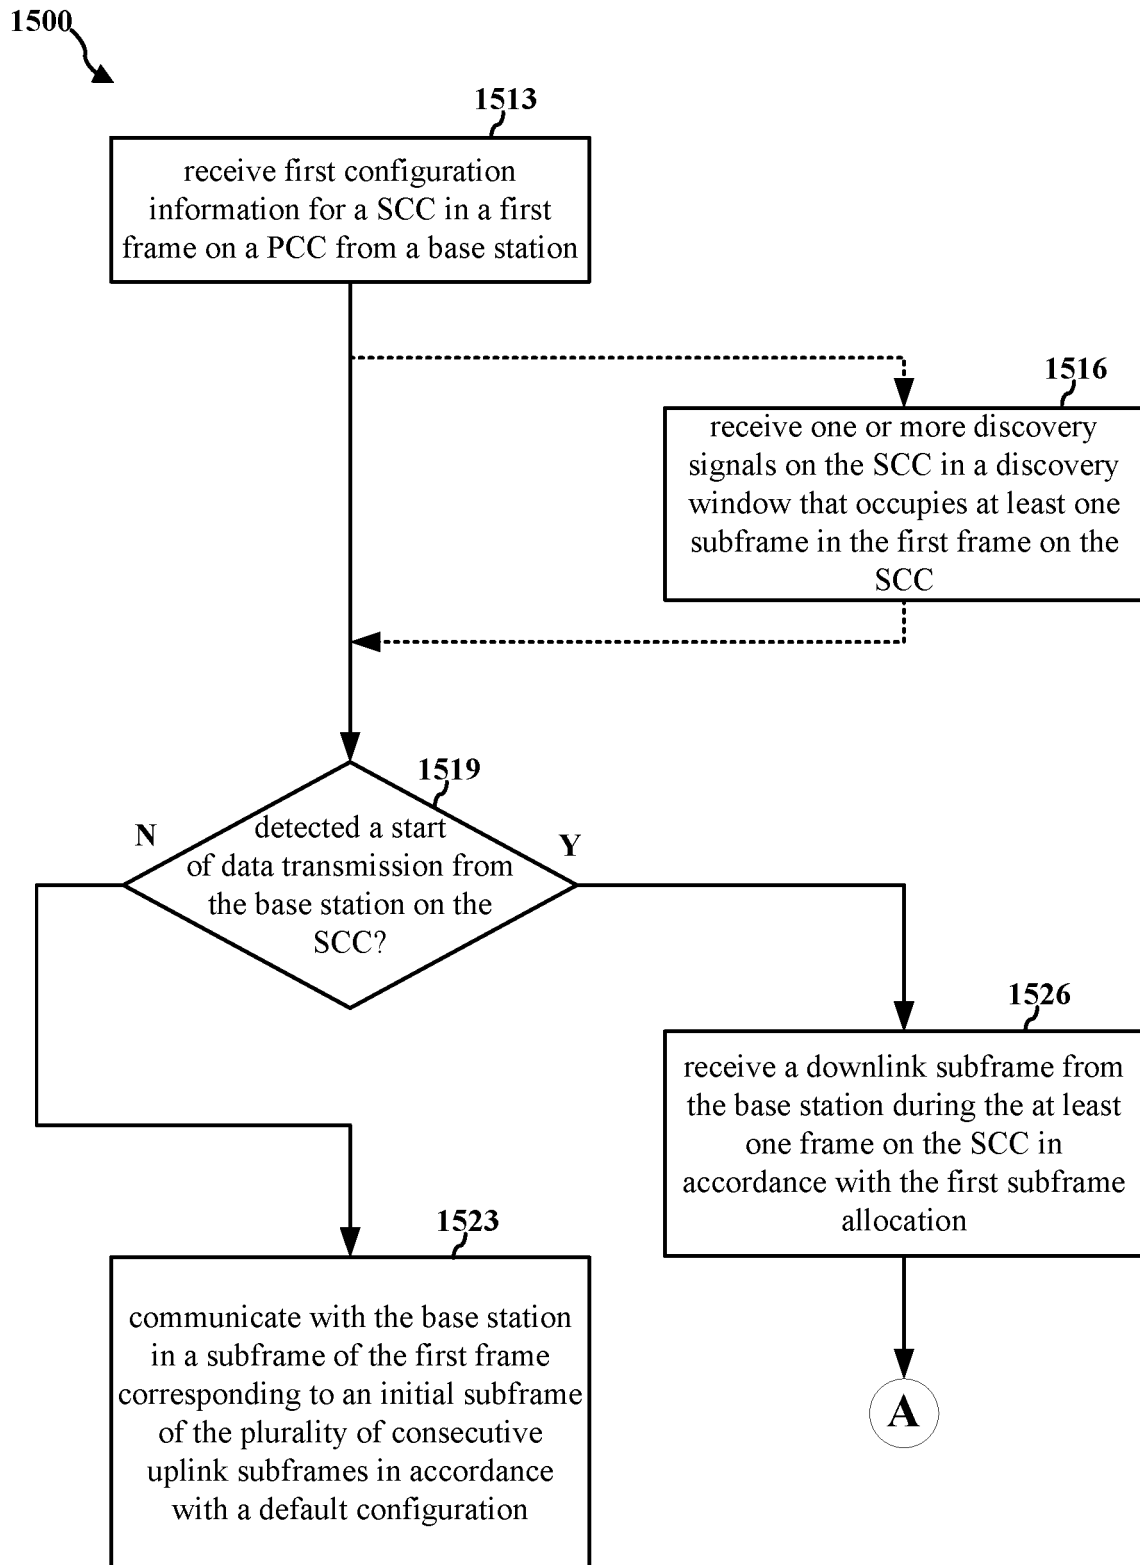 1500
1513
receive first configuration
information for a SCC in a first
frame on a PCC from a base station
1516
receive one or more discovery
signals on the SCC in a discovery
window that occupies at least one
subframe in the first frame on the
SCC
1519
N
detected a start
of data transmission from
the base station on the
SCC?
Y
1526
receive a downlink subframe from
the base station during the at least
one frame on the SCC in
accordance with the first subframe
allocation
1523
communicate with the base station
in a subframe of the first frame
corresponding to an initial subframe
of the plurality of consecutive
uplink subframes in accordance
with a default configuration
A